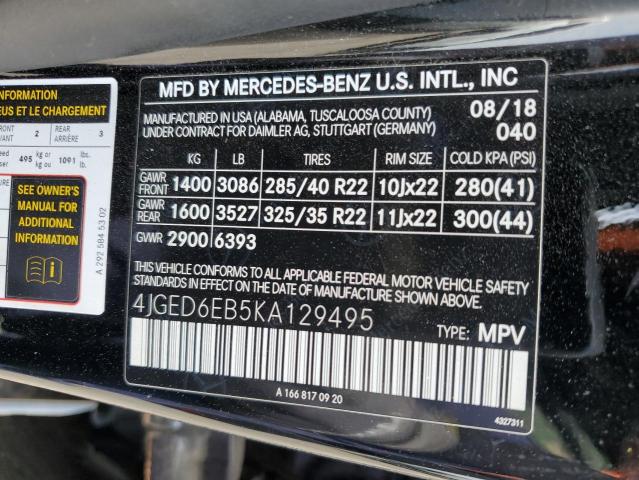 INFORMATION
EUS ET LE CHARGEMENT
FRONT 2 REAR 3
AVANT ARRIÈRE
495 kg or 1091 lbs.
kg ou lb.
SEE OWNER'S
MANUAL FOR
ADDITIONAL
INFORMATION
A 292 584 53 02
MFD BY MERCEDES-BENZ U.S. INTL., INC
MANUFACTURED IN USA (ALABAMA, TUSCALOOSA COUNTY) 08/18
UNDER CONTRACT FOR DAIMLER AG, STUTTGART (GERMANY) 040
KG LB TIRES RIM SIZE COLD KPA (PSI)
GAWR FRONT 1400 3086 285/40 R22 10Jx22 280(41)
GAWR REAR 1600 3527 325/35 R22 11Jx22 300(44)
GVWR 2900 6393
THIS VEHICLE CONFORMS TO ALL APPLICABLE FEDERAL MOTOR VEHICLE SAFETY
STANDARDS IN EFFECT ON THE DATE OF MANUFACTURE SHOWN ABOVE.
4JGED6EB5KA129495
TYPE: MPV
A 166 817 09 20
4327311